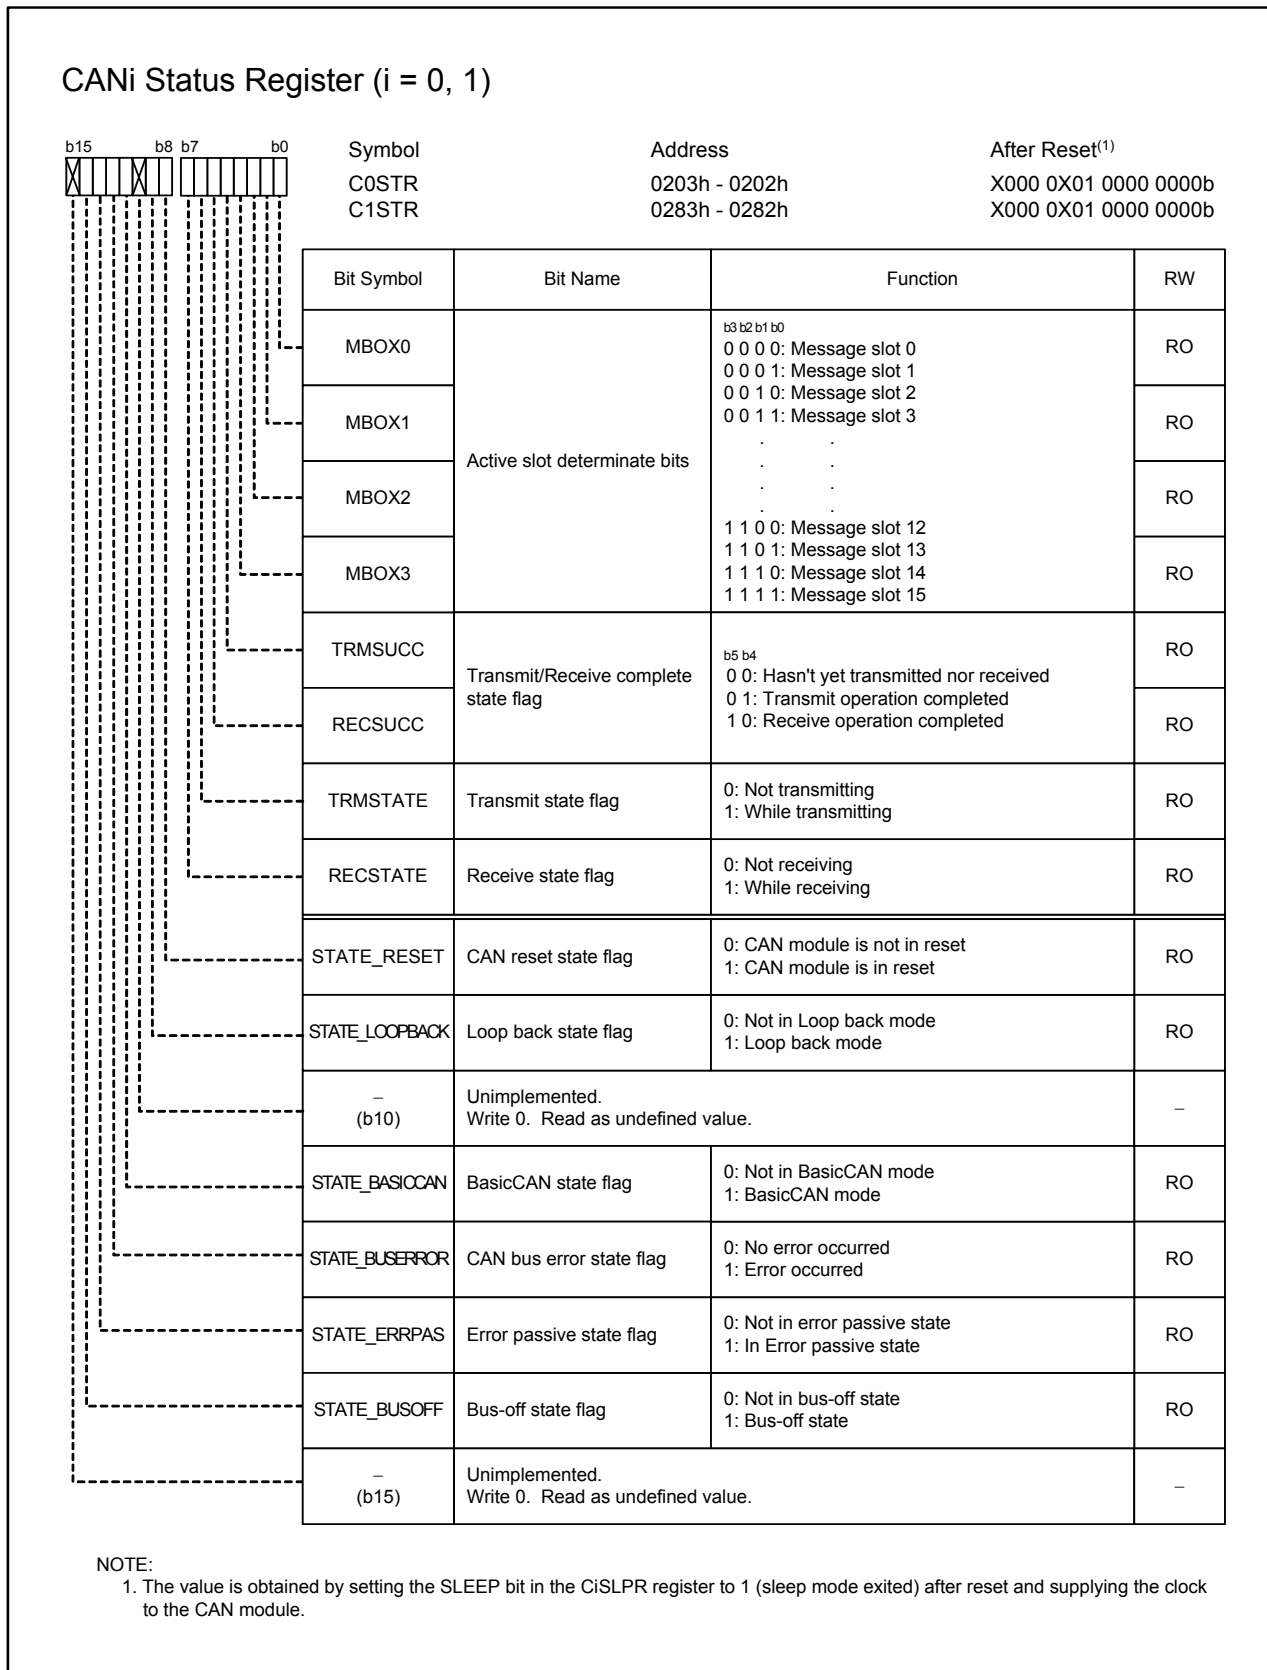 CANi Status Register (i = 0, 1)
b15 b8 b7 b0 Symbol Address After Reset(1)
C0STR 0203h - 0202h X000 0X01 0000 0000b
C1STR 0283h - 0282h X000 0X01 0000 0000b
Bit Symbol Bit Name Function RW
MBOX0 RO
MBOX1 RO
MBOX2 RO
MBOX3 RO
Active slot determinate bits
b3 b2 b1 b0
0 0 0 0: Message slot 0
0 0 0 1: Message slot 1
0 0 1 0: Message slot 2
0 0 1 1: Message slot 3
. .
. .
. .
. .
1 1 0 0: Message slot 12
1 1 0 1: Message slot 13
1 1 1 0: Message slot 14
1 1 1 1: Message slot 15
TRMSUCC RO
RECSUCC RO
Transmit/Receive complete
state flag
b5 b4
0 0: Hasn't yet transmitted nor received
0 1: Transmit operation completed
1 0: Receive operation completed
TRMSTATE Transmit state flag 0: Not transmitting RO
1: While transmitting
RECSTATE Receive state flag 0: Not receiving RO
1: While receiving
STATE_RESET CAN reset state flag 0: CAN module is not in reset RO
1: CAN module is in reset
STATE_LOOPBACK Loop back state flag 0: Not in Loop back mode RO
1: Loop back mode
– Unimplemented. –
(b10) Write 0. Read as undefined value.
STATE_BASICCAN BasicCAN state flag 0: Not in BasicCAN mode RO
1: BasicCAN mode
STATE_BUSERROR CAN bus error state flag 0: No error occurred RO
1: Error occurred
STATE_ERRPAS Error passive state flag 0: Not in error passive state RO
1: In Error passive state
STATE_BUSOFF Bus-off state flag 0: Not in bus-off state RO
1: Bus-off state
– Unimplemented. –
(b15) Write 0. Read as undefined value.
NOTE:
1. The value is obtained by setting the SLEEP bit in the CiSLPR register to 1 (sleep mode exited) after reset and supplying the clock
to the CAN module.